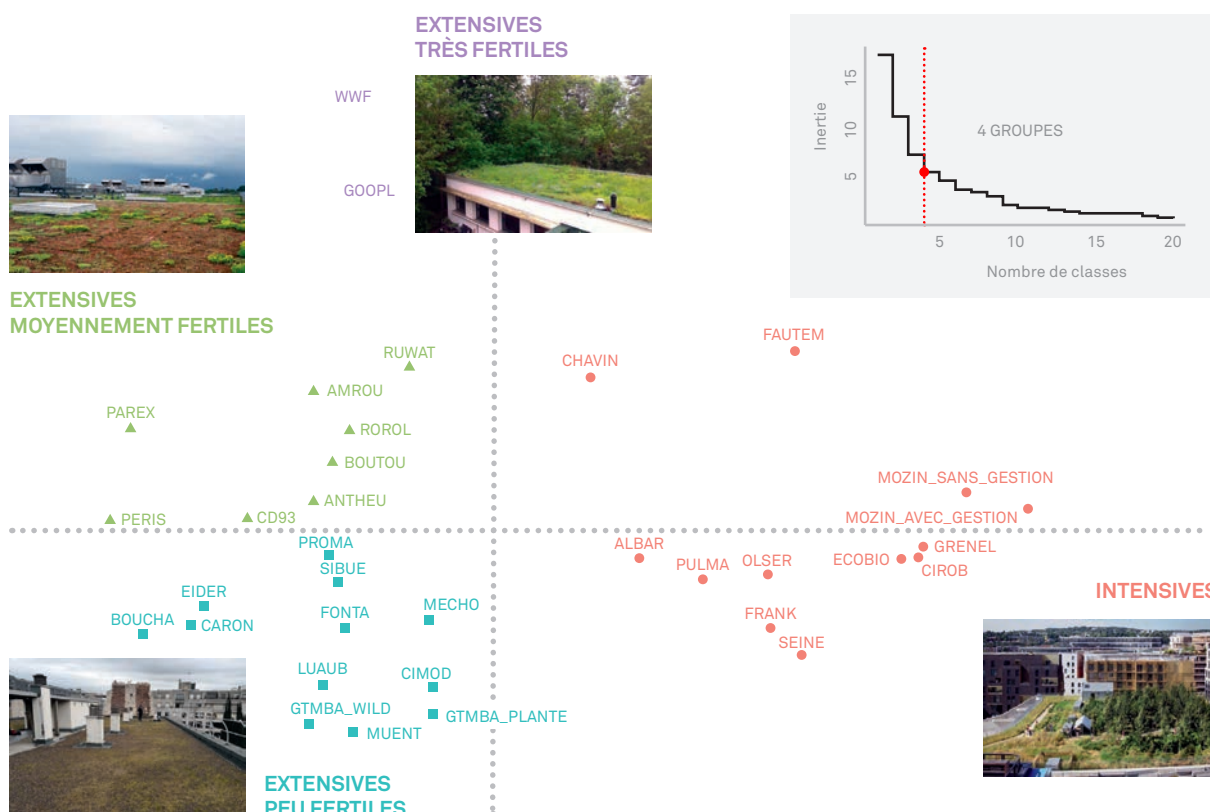 EXTENSIVES
TRÈS FERTILES
WWF
GOOPL
15
10
5
Inertie
4 GROUPES
5
10
15
20
Nombre de classes
EXTENSIVES
MOYENNEMENT FERTILES
RUWAT
AMROU
PAREX
ROROL
BOUTOU
ANTHEU
PERIS
CD93
FAUTEM
CHAVIN
MOZIN_SANS_GESTION
MOZIN_AVEC_GESTION
ALBAR
PULMA
OLSER
ECOBIO
GRENEL
CIROB
FRANK
SEINE
INTENSIVES
PROMA
SIBUE
EIDER
BOUCHA
CARON
FONTA
MECHO
LUAUB
CIMOD
GTMBA_WILD
GTMBA_PLANTE
MUENT
EXTENSIVES
PEU FERTILES